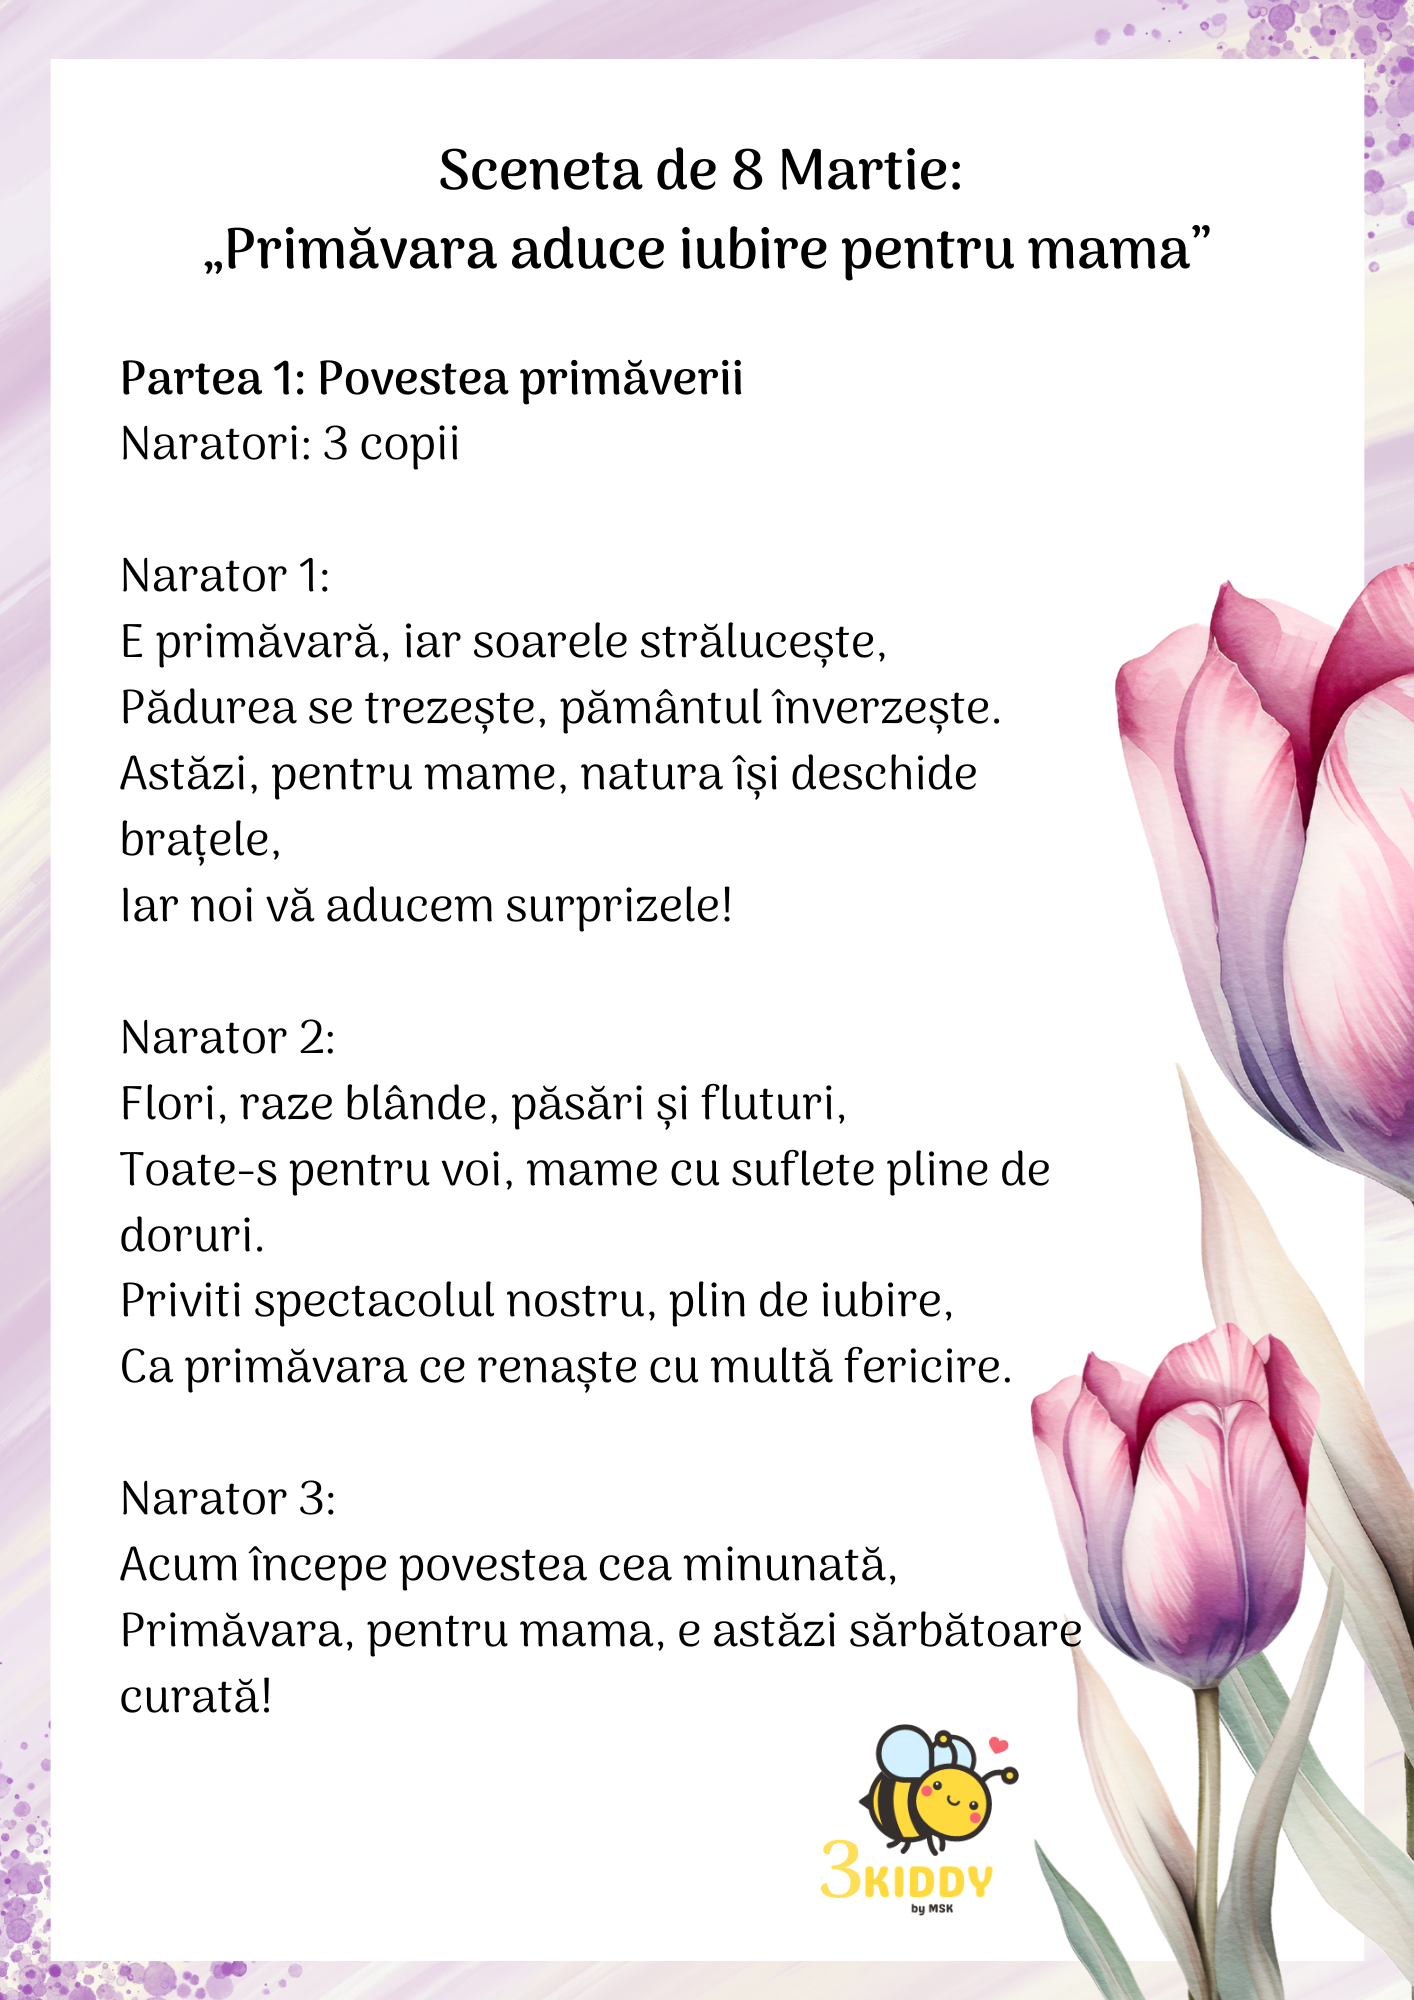 Sceneta de 8 Martie:
„Primăvara aduce iubire pentru mama”
Partea 1: Povestea primăverii
Naratori: 3 copii
Narator 1:
E primăvară, iar soarele strălucește,
Pădurea se trezește, pământul înverzește.
Astăzi, pentru mame, natura își deschide
brațele,
Iar noi vă aducem surprizele!
Narator 2:
Flori, raze blânde, păsări și fluturi,
Toate-s pentru voi, mame cu suflete pline de
doruri.
Priviti spectacolul nostru, plin de iubire,
Ca primăvara ce renaște cu multă fericire.
Narator 3:
Acum începe povestea cea minunată,
Primăvara, pentru mama, e astăzi sărbătoare
curată!
3KIDDY
by MSK